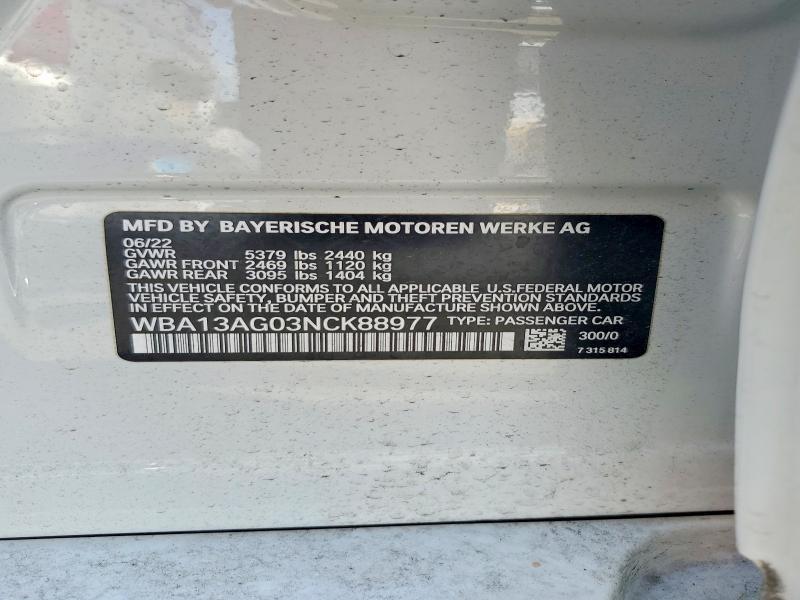 MFD BY BAYERISCHE MOTOREN WERKE AG
06/22
GVWR 5379 lbs 2440 kg
GAWR FRONT 2469 lbs 1120 kg
GAWR REAR 3095 lbs 1404 kg
THIS VEHICLE CONFORMS TO ALL APPLICABLE U.S.FEDERAL MOTOR
VEHICLE SAFETY, BUMPER AND THEFT PREVENTION STANDARDS
IN EFFECT ON THE DATE OF MANUFACTURE SHOWN ABOVE.
WBA13AG03NCK88977 TYPE: PASSENGER CAR
300/0
7 315 814